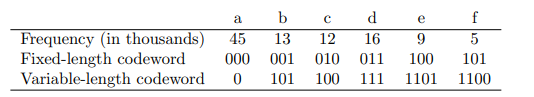 a b c d e f
Frequency (in thousands) 45 13 12 16 9 5
Fixed-length codeword 000 001 010 011 100 101
Variable-length codeword 0 101 100 111 1101 1100